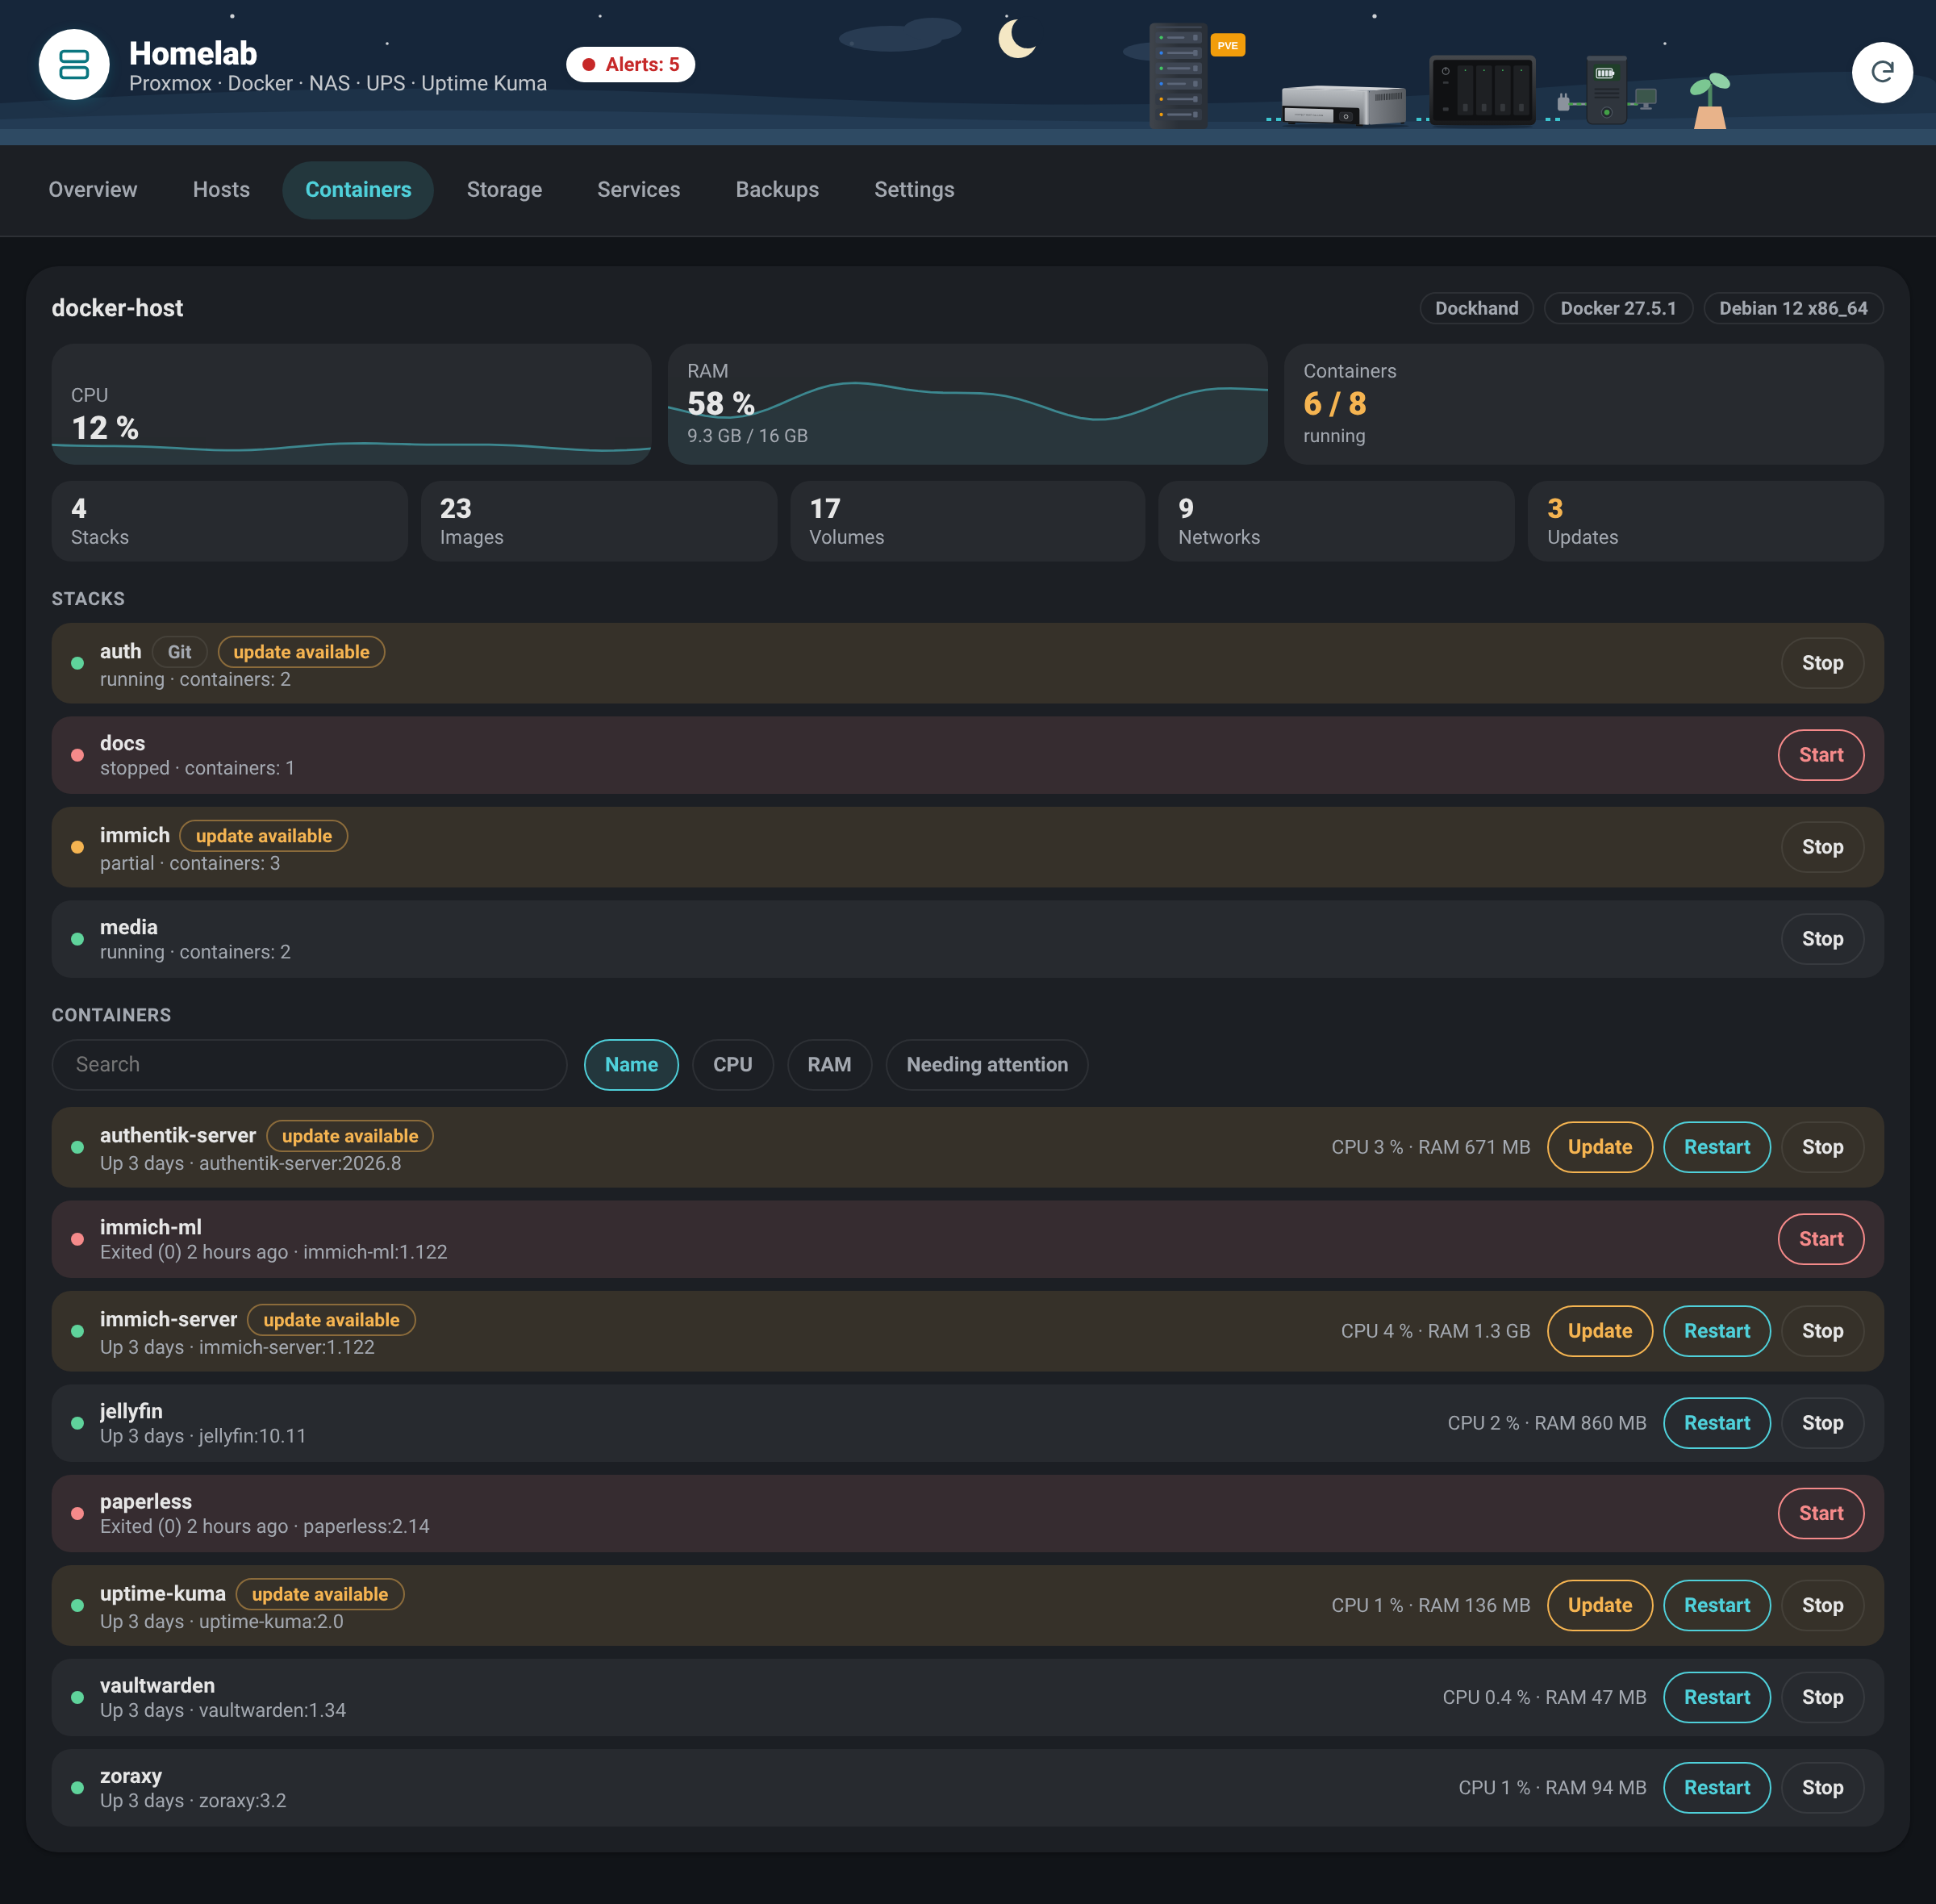 Homelab
Proxmox · Docker · NAS · UPS · Uptime Kuma
Alerts: 5
PVE
Overview
Hosts
Containers
Storage
Services
Backups
Settings
docker-host
Dockhand
Docker 27.5.1
Debian 12 x86_64
CPU
12 %
RAM
58 %
9.3 GB / 16 GB
Containers
6 / 8
running
4
Stacks
23
Images
17
Volumes
9
Networks
3
Updates
STACKS
auth Git update available
running · containers: 2
Stop
docs
stopped · containers: 1
Start
immich update available
partial · containers: 3
Stop
media
running · containers: 2
Stop
CONTAINERS
Search
Name
CPU
RAM
Needing attention
authentik-server update available
Up 3 days · authentik-server:2026.8
CPU 3 % · RAM 671 MB
Update
Restart
Stop
immich-ml
Exited (0) 2 hours ago · immich-ml:1.122
Start
immich-server update available
Up 3 days · immich-server:1.122
CPU 4 % · RAM 1.3 GB
Update
Restart
Stop
jellyfin
Up 3 days · jellyfin:10.11
CPU 2 % · RAM 860 MB
Restart
Stop
paperless
Exited (0) 2 hours ago · paperless:2.14
Start
uptime-kuma update available
Up 3 days · uptime-kuma:2.0
CPU 1 % · RAM 136 MB
Update
Restart
Stop
vaultwarden
Up 3 days · vaultwarden:1.34
CPU 0.4 % · RAM 47 MB
Restart
Stop
zoraxy
Up 3 days · zoraxy:3.2
CPU 1 % · RAM 94 MB
Restart
Stop